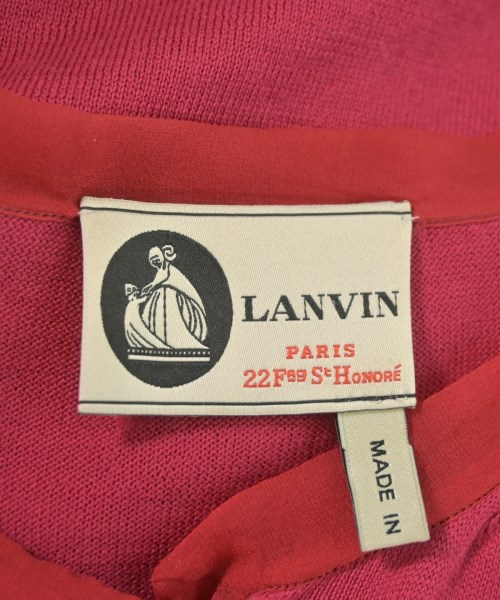 LANVIN
PARIS
22 Fbg St Honoré
MADE IN